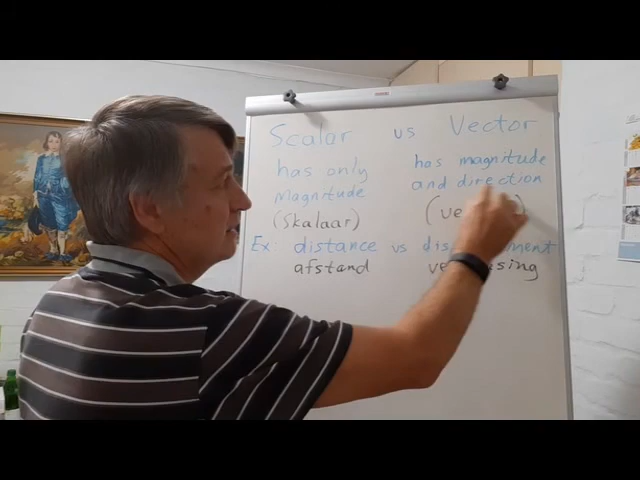 Scalar vs Vector
has only has magnitude
magnitude and direction
(Skalaar)
Ex: distance vs
afstand